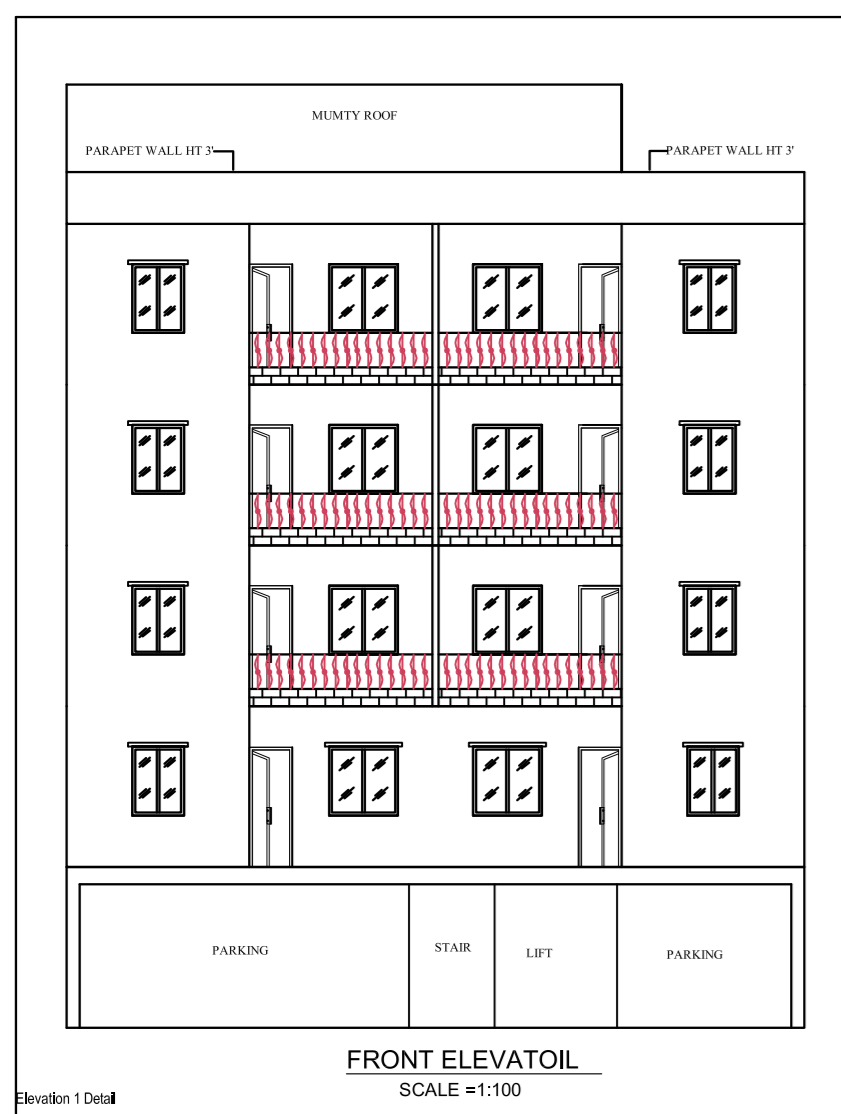 MUMTY ROOF
PARAPET WALL HT 3'
PARAPET WALL HT 3'
PARKING
STAIR
LIFT
PARKING
FRONT ELEVATOIL
SCALE =1:100
Elevation 1 Detail